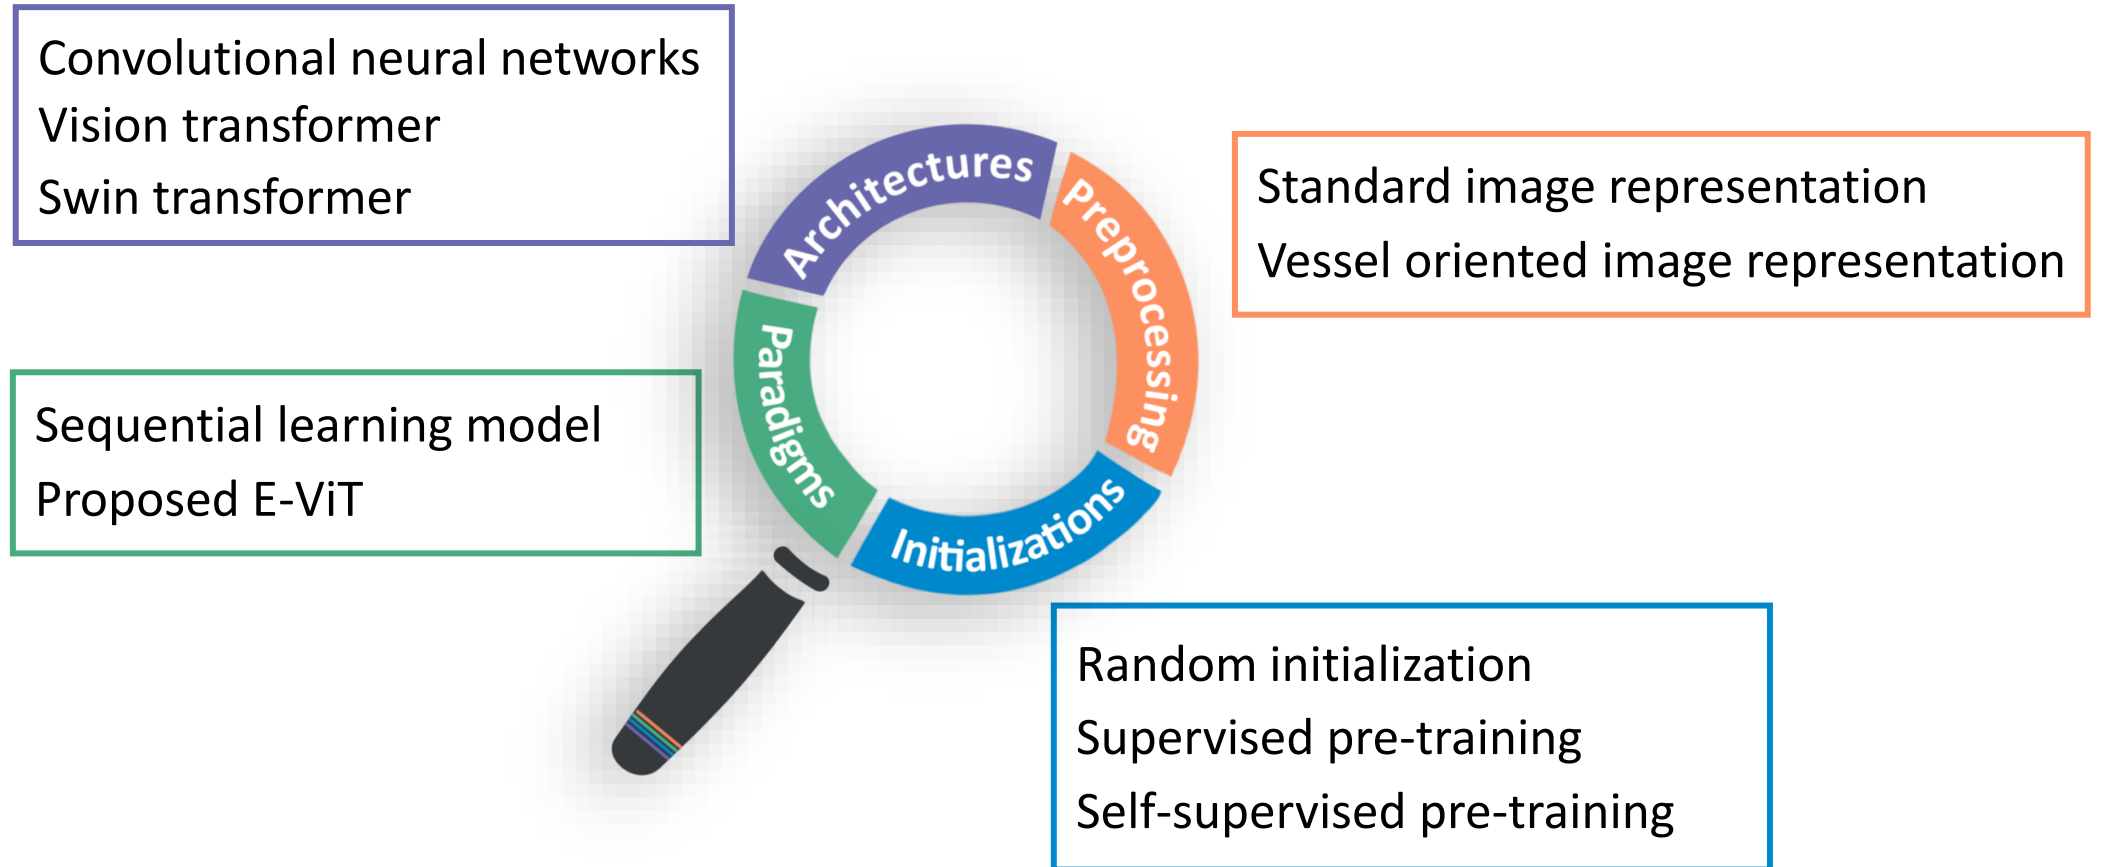 Convolutional neural networks
Vision transformer
Swin transformer
Architectures
Preprocessing
Standard image representation
Vessel oriented image representation
Paradigms
Sequential learning model
Proposed E-ViT
Initializations
Random initialization
Supervised pre-training
Self-supervised pre-training